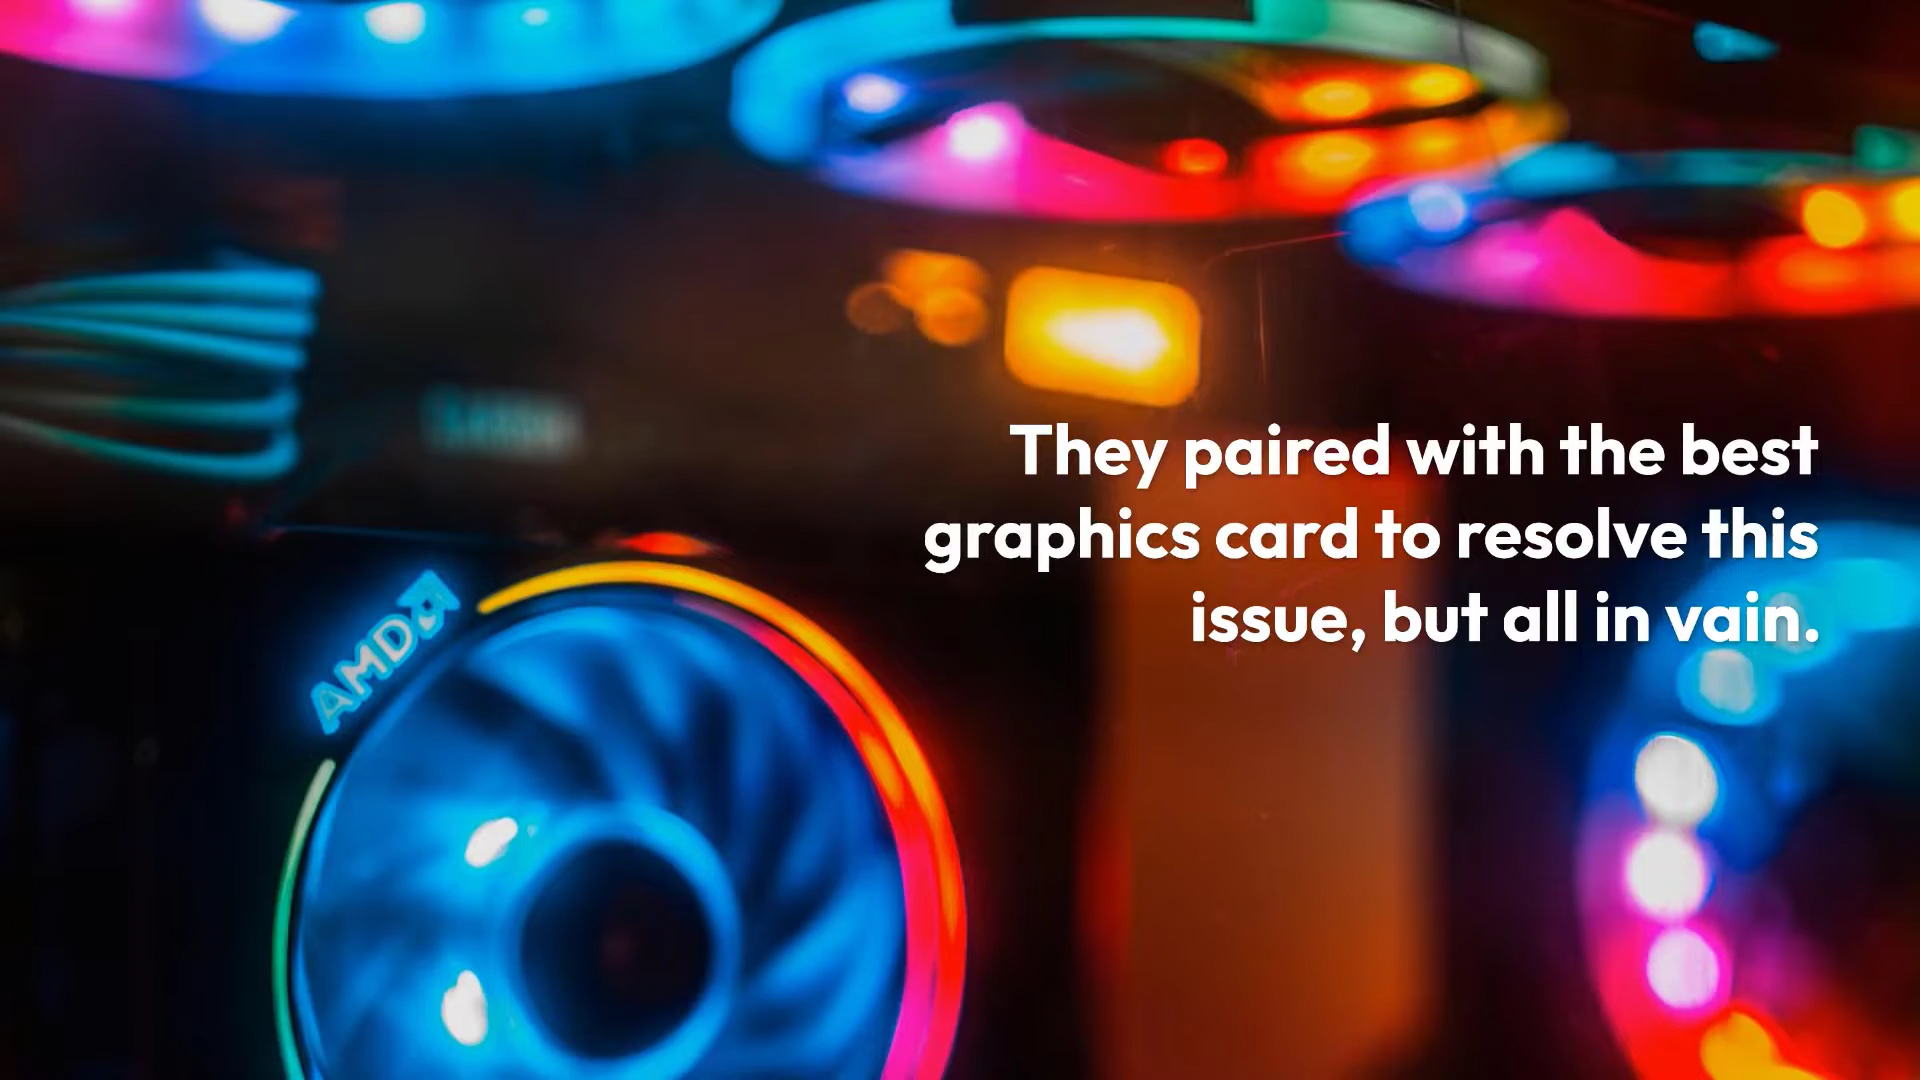 They paired with the best
graphics card to resolve this
issue, but all in vain.
AMD